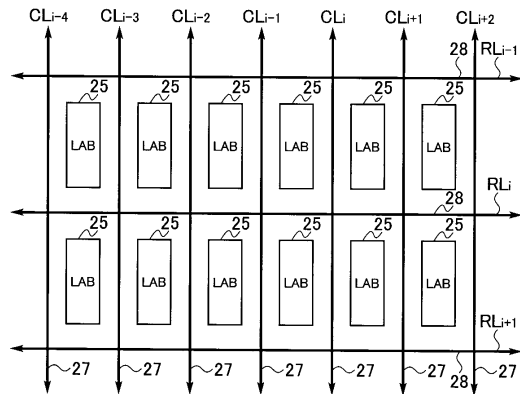 CLi-4 CLi-3 CLi-2 CLi-1 CLi CLi+1 CLi+2
28 RLi-1
25 25 25 25 25 25
LAB LAB LAB LAB LAB LAB
RLi
28
25 25 25 25 25 25
LAB LAB LAB LAB LAB LAB
RLi+1
27 27 27 27 27 27 28 27